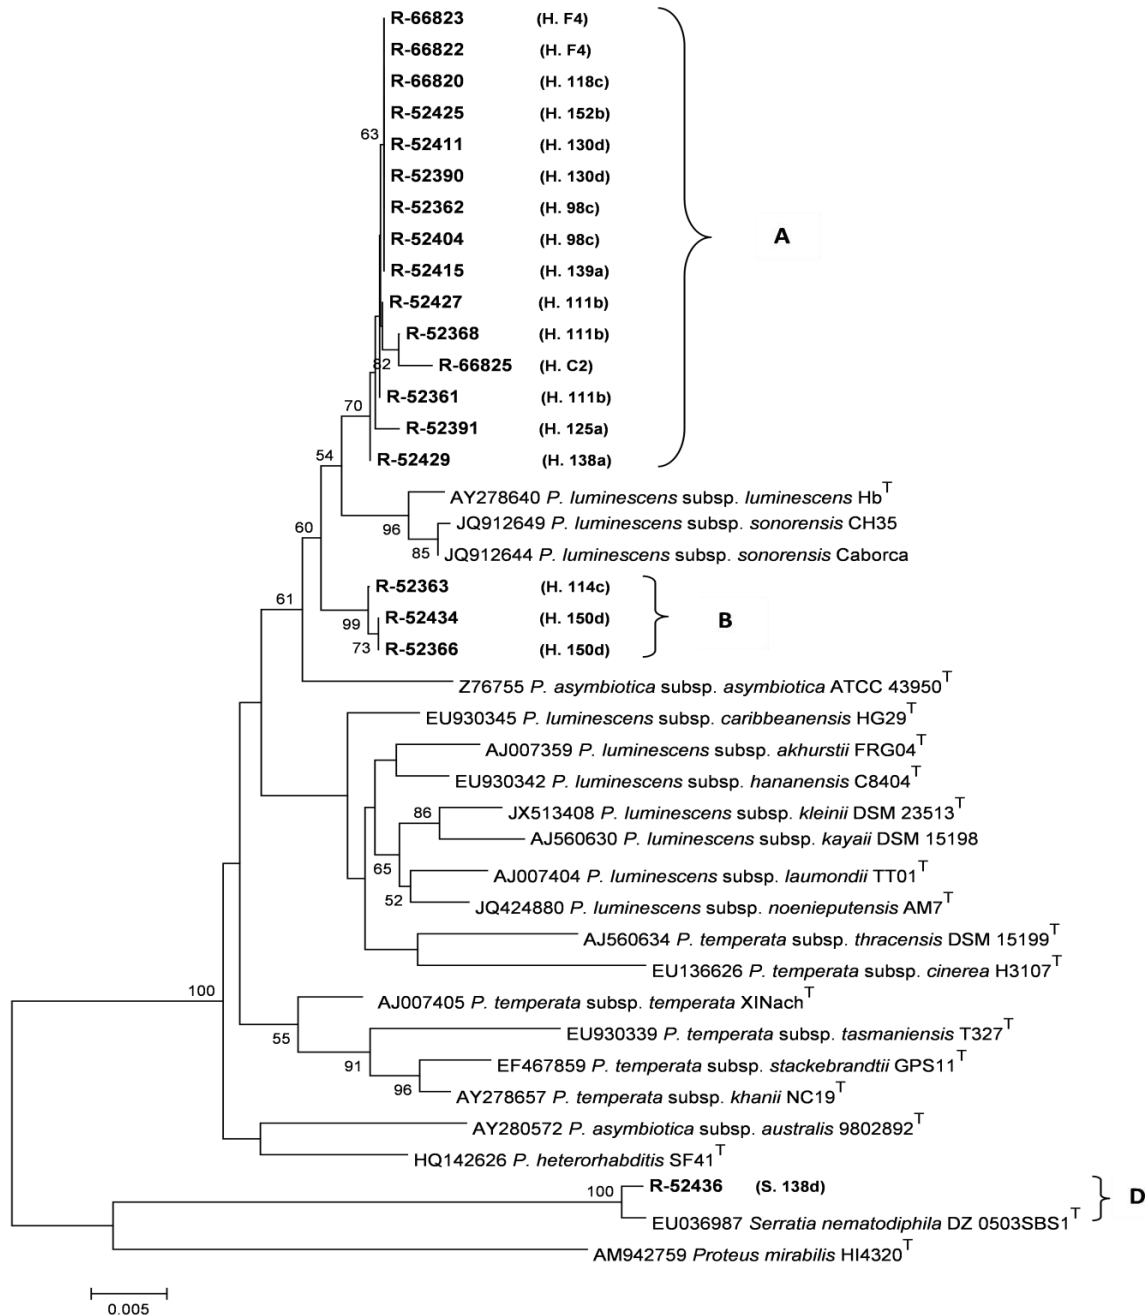 R-66823 (H. F4)
R-66822 (H. F4)
R-66820 (H. 118c)
R-52425 (H. 152b)
63
R-52411 (H. 130d)
R-52390 (H. 130d)
R-52362 (H. 98c)
A
R-52404 (H. 98c)
R-52415 (H. 139a)
R-52427 (H. 111b)
R-52368 (H. 111b)
82
R-66825 (H. C2)
R-52361 (H. 111b)
70
R-52391 (H. 125a)
54
R-52429 (H. 138a)
AY278640 P. luminescens subsp. luminescens Hb^T
96
JQ912649 P. luminescens subsp. sonorensis CH35
60
85
JQ912644 P. luminescens subsp. sonorensis Caborca
R-52363 (H. 114c)
61
99
R-52434 (H. 150d)
B
73
R-52366 (H. 150d)
Z76755 P. asymbiotica subsp. asymbiotica ATCC 43950^T
EU930345 P. luminescens subsp. caribbeanensis HG29^T
AJ007359 P. luminescens subsp. akhurstii FRG04^T
EU930342 P. luminescens subsp. hananensis C8404^T
86
JX513408 P. luminescens subsp. kleinii DSM 23513^T
AJ560630 P. luminescens subsp. kayaii DSM 15198
65
AJ007404 P. luminescens subsp. laumondii TT01^T
52
JQ424880 P. luminescens subsp. noenieputensis AM7^T
AJ560634 P. temperata subsp. thracensis DSM 15199^T
EU136626 P. temperata subsp. cinerea H3107^T
100
AJ007405 P. temperata subsp. temperata XlNach^T
55
EU930339 P. temperata subsp. tasmaniensis T327^T
91
EF467859 P. temperata subsp. stackebrandtii GPS11^T
96
AY278657 P. temperata subsp. khanii NC19^T
AY280572 P. asymbiotica subsp. australis 9802892^T
HQ142626 P. heterorhabditis SF41^T
100
R-52436 (S. 138d)
D
EU036987 Serratia nematodiphila DZ 0503SBS1^T
AM942759 Proteus mirabilis HI4320^T
0.005